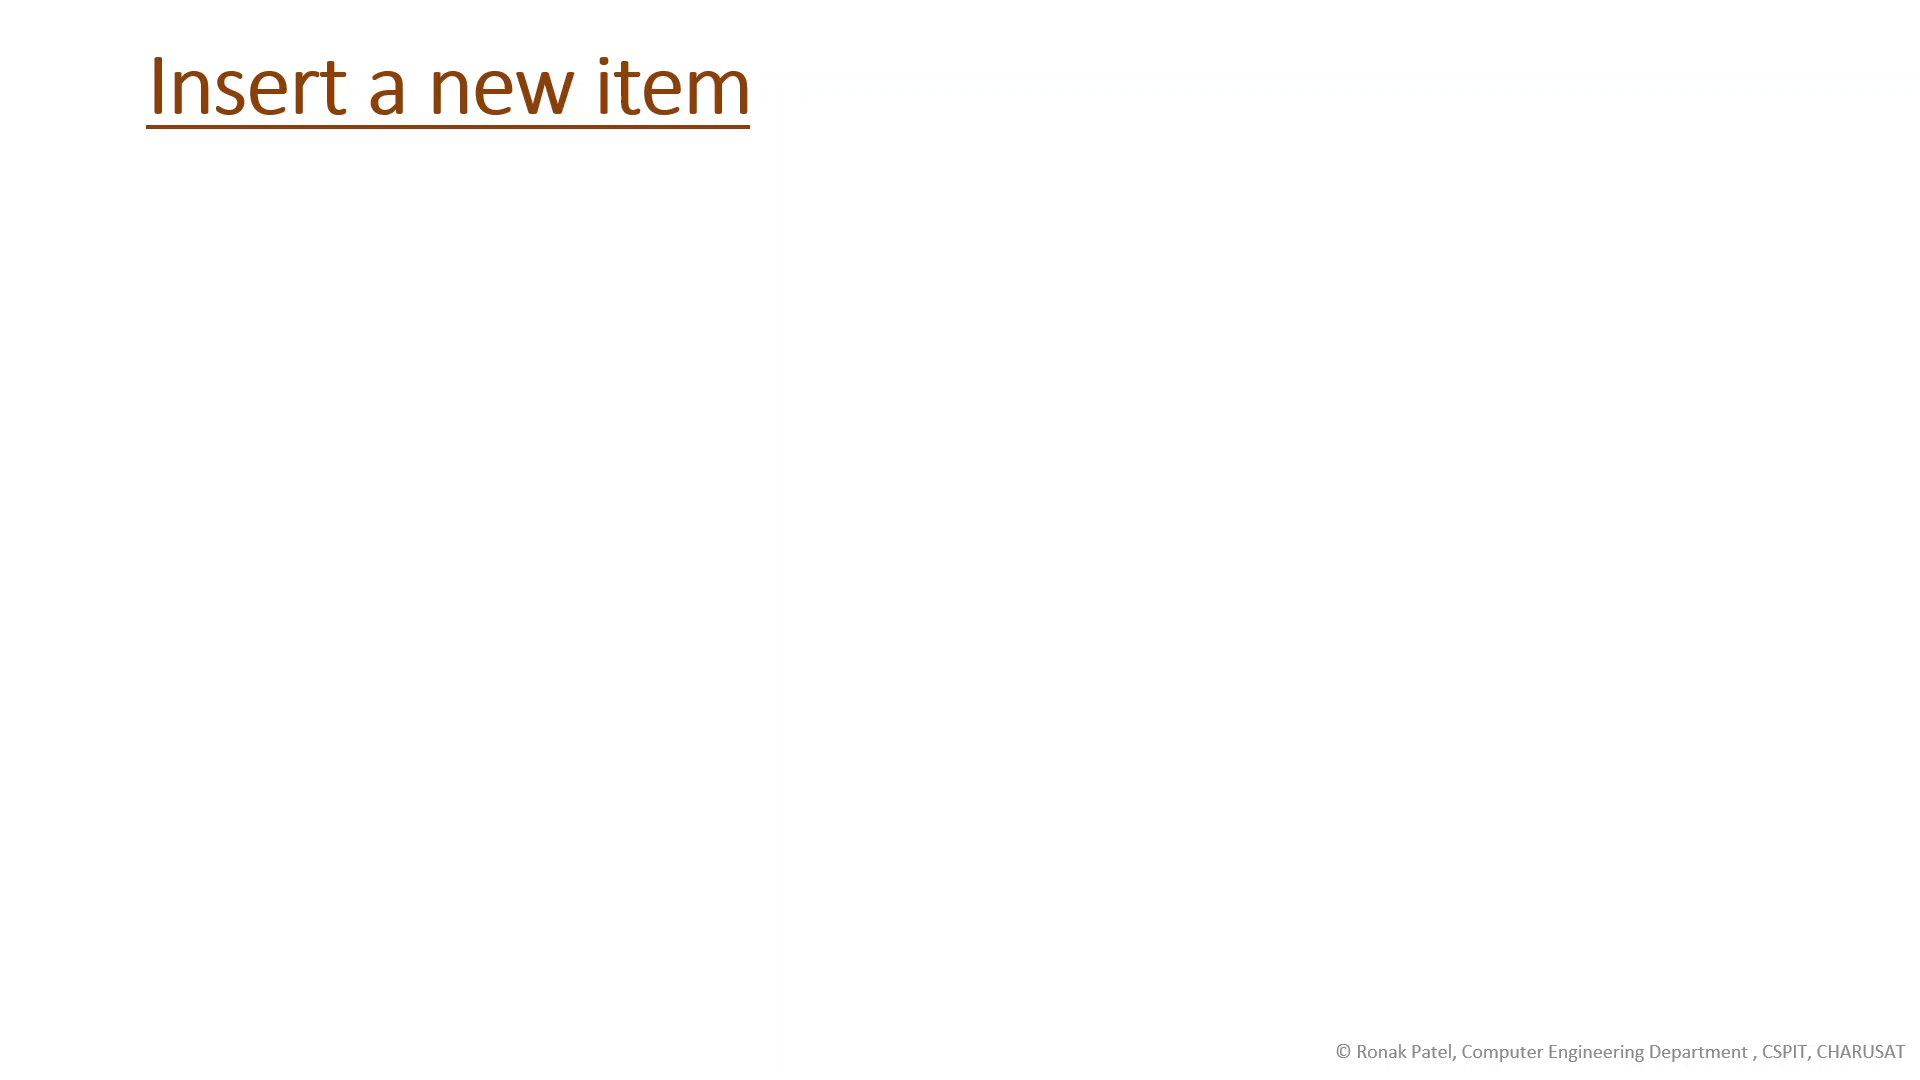 Insert a new item
© Ronak Patel, Computer Engineering Department , CSPIT, CHARUSAT